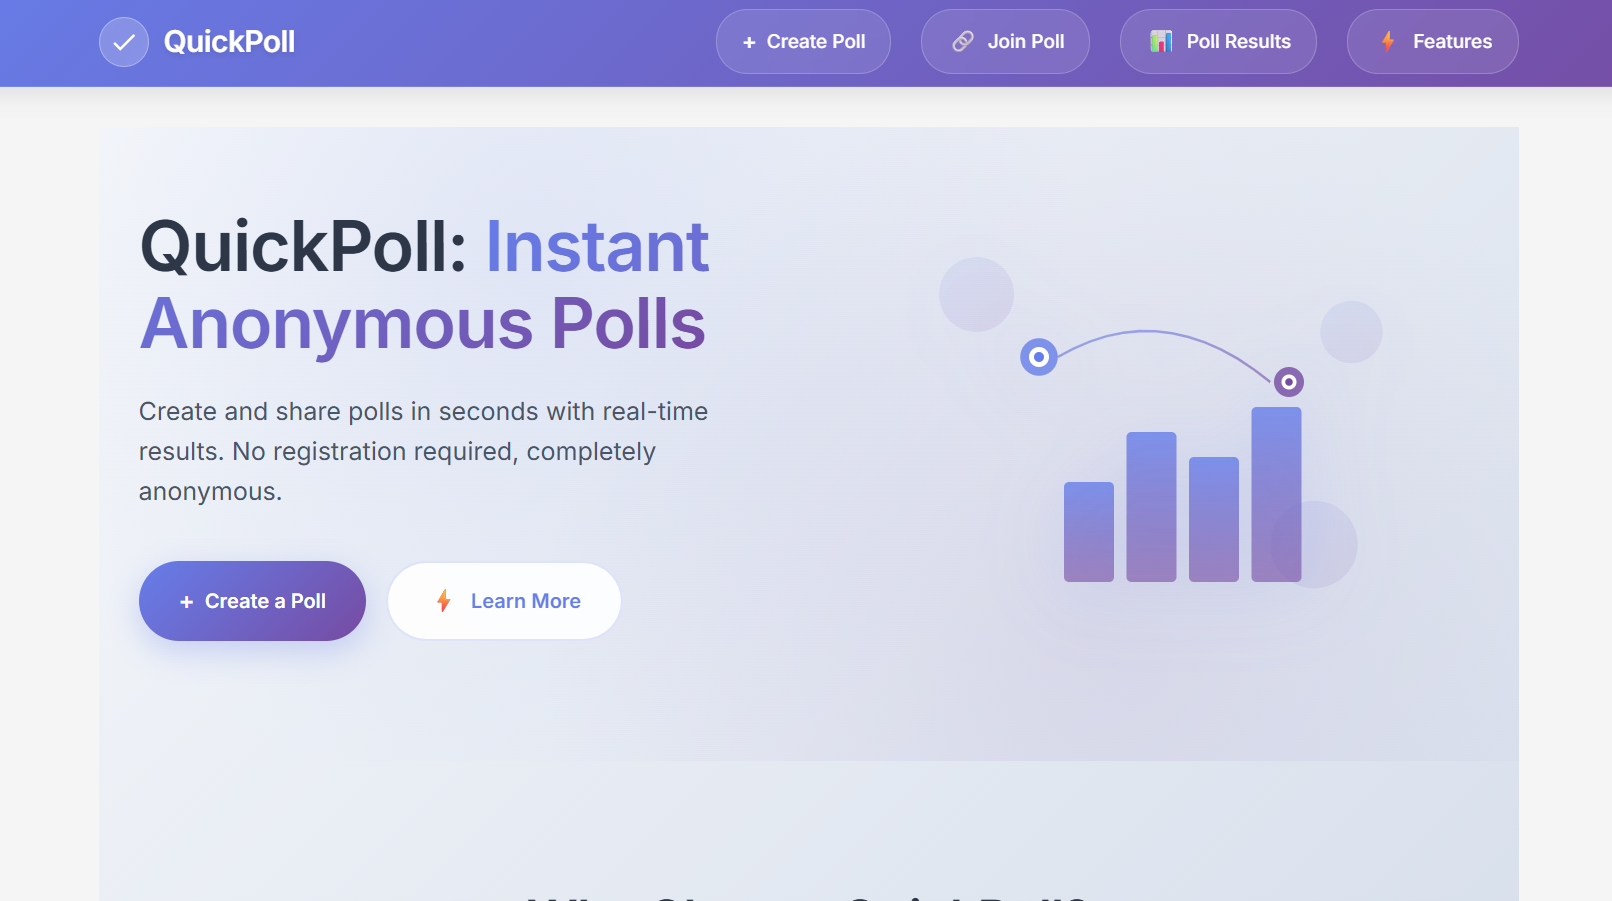 QuickPoll
+ Create Poll
Join Poll
Poll Results
Features
QuickPoll: Instant
Anonymous Polls
Create and share polls in seconds with real-time
results. No registration required, completely
anonymous.
+ Create a Poll
Learn More